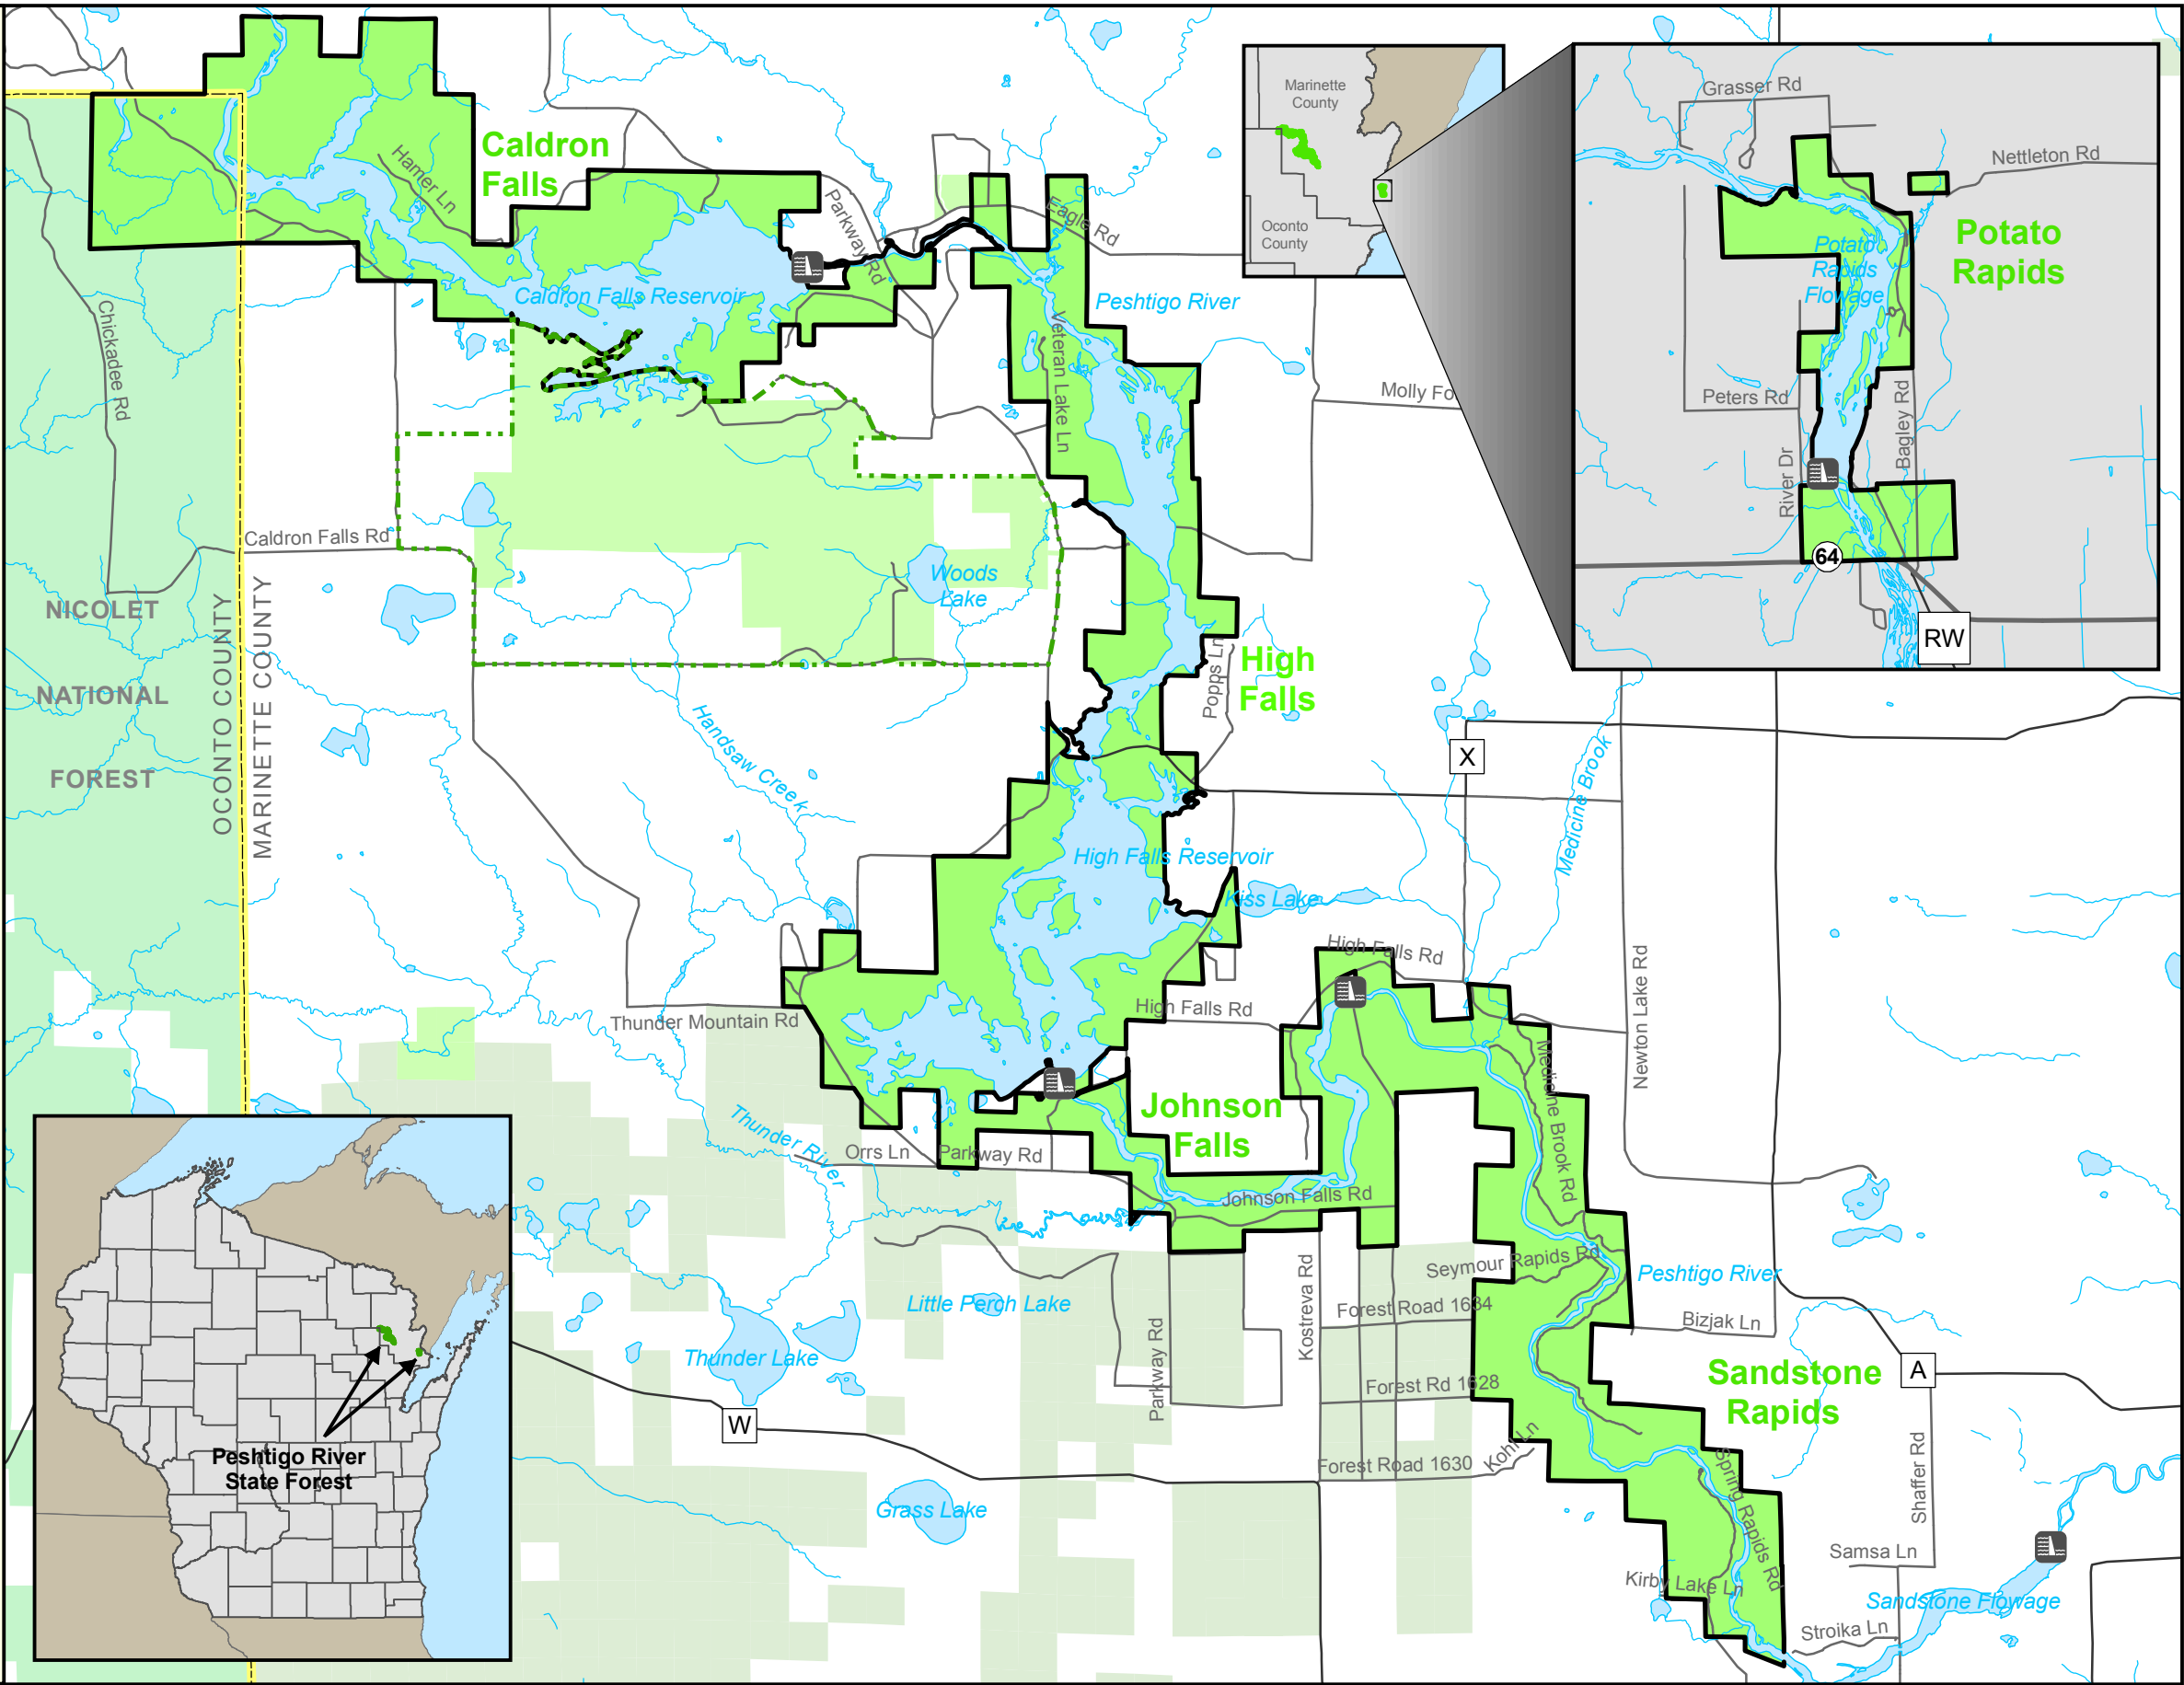 Caldron
Falls
Hamer Ln
Parkway Rd
Eagle Rd
Caldron Falls Reservoir
Peshtigo River
Chickadee Rd
Veteran Lake Ln
Molly Fo
Caldron Falls Rd
Woods
Lake
NICOLET
NATIONAL
FOREST
OCONTO COUNTY
MARINETTE COUNTY
High
Falls
Popps Ln
Handsaw Creek
X
Medicine Brook
High Falls Reservoir
Kiss Lake
High Falls Rd
Newton Lake Rd
Thunder Mountain Rd
High Falls Rd
Johnson
Falls
Medicine Brook Rd
Thunder River
Orrs Ln
Parkway Rd
Johnson Falls Rd
Seymour Rapids Rd
Peshtigo River
Little Perch Lake
Kostreva Rd
Forest Road 1634
Bizjak Ln
Thunder Lake
Parkway Rd
Forest Rd 1628
Sandstone
Rapids
A
W
Forest Road 1630
Kohl Ln
Spring Rapids Rd
Shaffer Rd
Grass Lake
Samsa Ln
Kirby Lake Ln
Sandstone Flowage
Stroika Ln
Marinette
County
Oconto
County
Grasser Rd
Nettleton Rd
Potato
Rapids
Potato
Rapids
Flowage
Peters Rd
Bagley Rd
River Dr
64
RW
Peshtigo River
State Forest